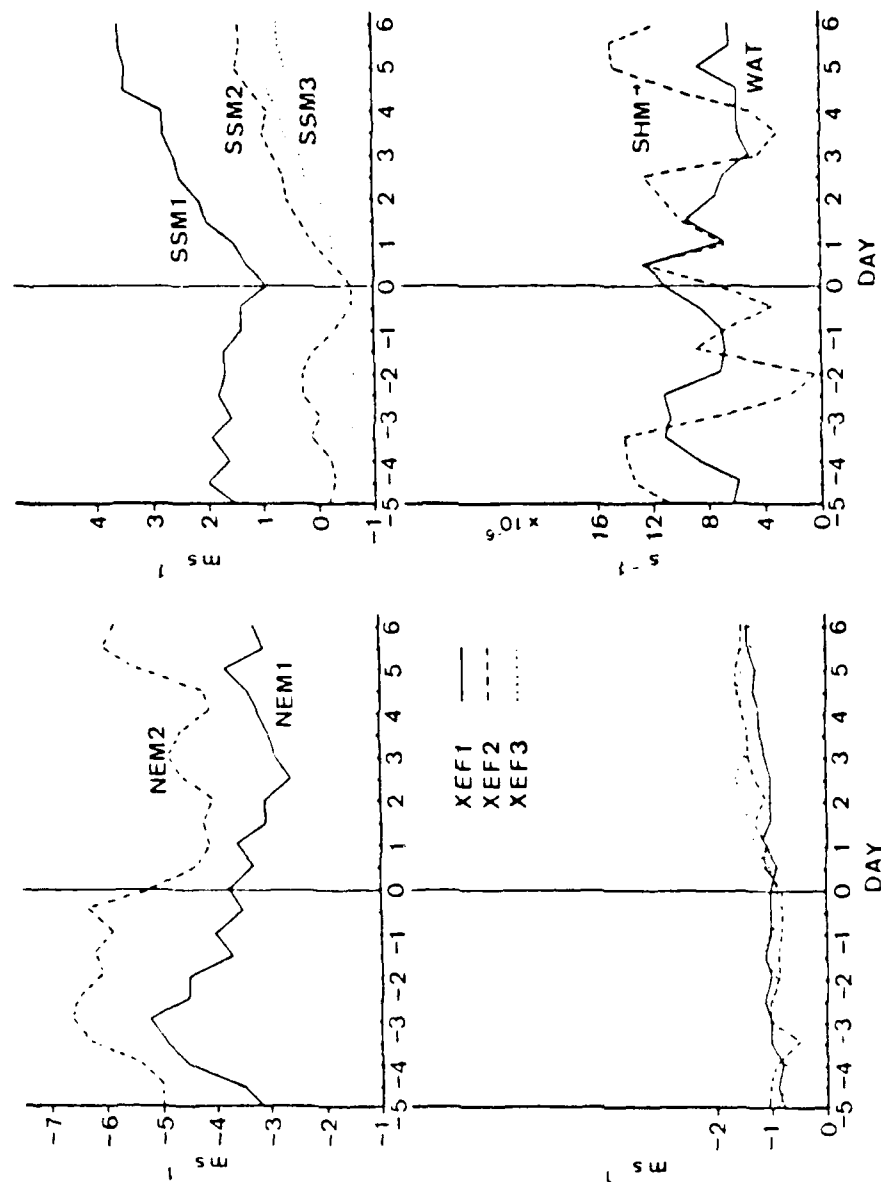 -7
-6
-5
-4
-3
m s 1
NEM2
NEM1
-5 -4 -3 -2 -1 0 1 2 3 4 5 6
4
3
2
1
0
-1
m s 1
SSM1
SSM2
SSM3
-5 -4 -3 -2 -1 0 1 2 3 4 5 6
XEF1
XEF2
XEF3
-2
-1
0
m s 1
-5 -4 -3 -2 -1 0 1 2 3 4 5 6
DAY
× 10⁻⁵
16
12
8
4
0
s⁻¹
SHM→
WAT
-5 -4 -3 -2 -1 0 1 2 3 4 5 6
DAY